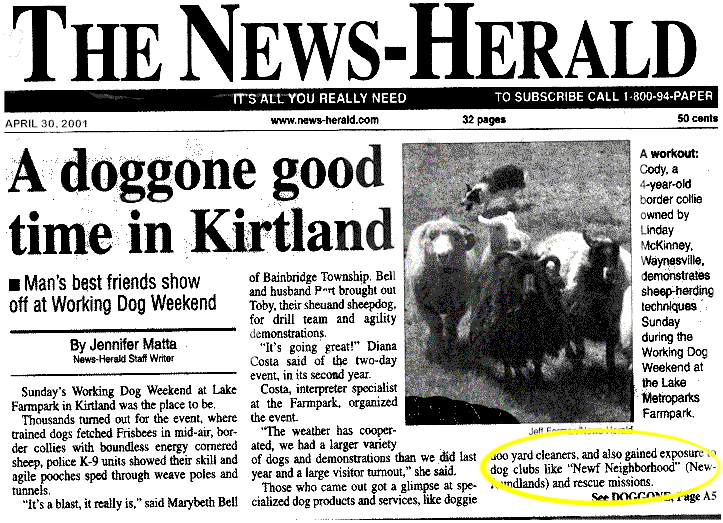 THE NEWS-HERALD
IT'S ALL YOU REALLY NEED
TO SUBSCRIBE CALL 1-800-94-PAPER
APRIL 30, 2001
www.news-herald.com
32 pages
50 cents
A doggone good
time in Kirtland
■ Man's best friends show
off at Working Dog Weekend
By Jennifer Matta
News-Herald Staff Writer
Sunday's Working Dog Weekend at Lake
Farmpark in Kirtland was the place to be.
Thousands turned out for the event, where
trained dogs fetched Frisbees in mid-air, bor-
der collies with boundless energy cornered
sheep, police K-9 units showed their skill and
agile pooches sped through weave poles and
tunnels.
"It's a blast, it really is," said Marybeth Bell
of Bainbridge Township. Bell
and husband brought out
Toby, their sheuand sheepdog,
for drill team and agility
demonstrations.
"It's going great!" Diana
Costa said of the two-day
event, in its second year.
Costa, interpreter specialist
at the Farmpark, organized
the event.
"The weather has cooper-
ated, we had a larger variety
of dogs and demonstrations than we did last
year and a large visitor turnout," she said.
Those who came out got a glimpse at spe-
cialized dog products and services, like doggie
A workout:
Cody, a
4-year-old
border collie
owned by
Linday
McKinney,
Waynesville,
demonstrates
sheep-herding
techniques
Sunday
during the
Working Dog
Weekend at
the Lake
Metroparks
Farmpark.
Jeff Herald
doo yard cleaners, and also gained exposure to
dog clubs like "Newf Neighborhood" (New-
foundlands) and rescue missions.
See DOGGONE, Page A5